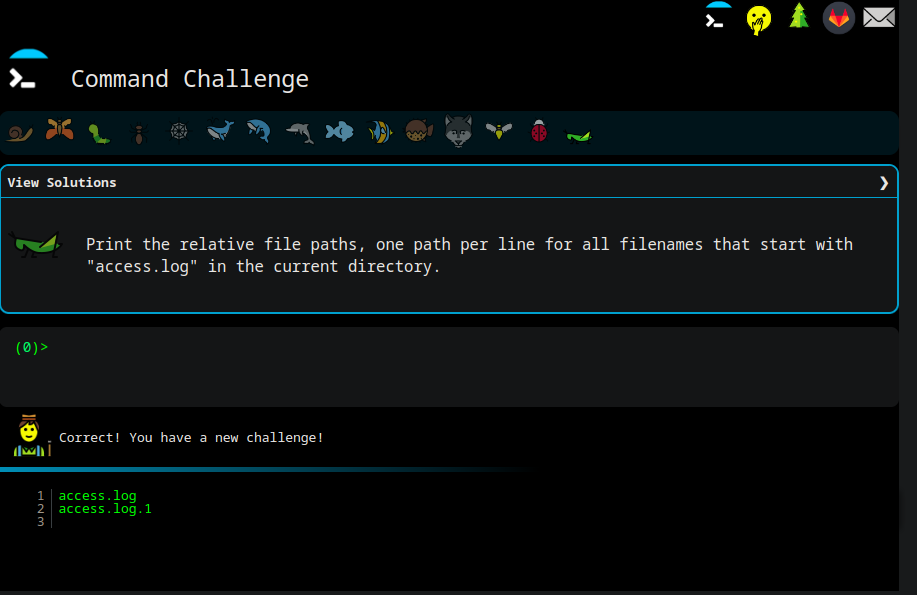 Command Challenge
View Solutions
Print the relative file paths, one path per line for all filenames that start with
"access.log" in the current directory.
(0)>
Correct! You have a new challenge!
1 access.log
2 access.log.1
3